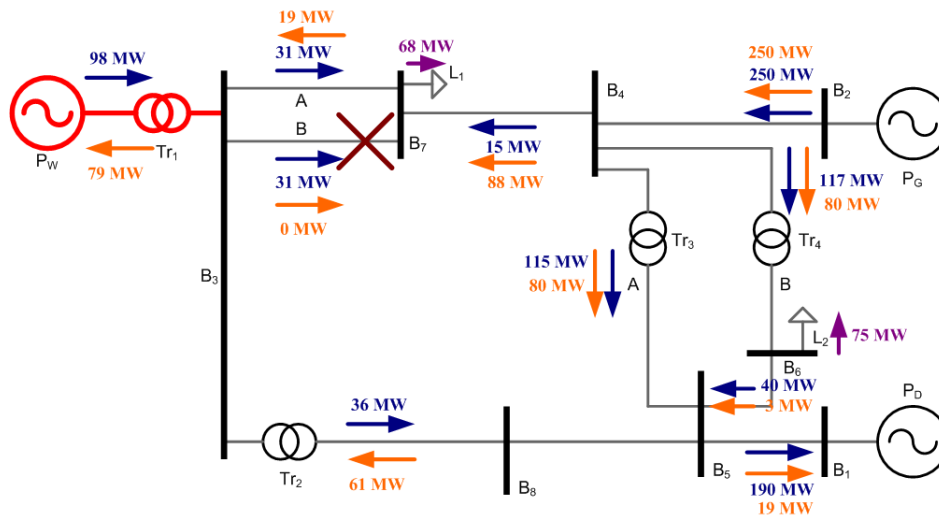 19 MW
31 MW
98 MW
68 MW
L1
250 MW
250 MW
B4
B2
A
B
PW
Tr1
79 MW
B7
15 MW
88 MW
31 MW
0 MW
PG
117 MW
80 MW
Tr3
Tr4
115 MW
80 MW
A
B
B3
L2
75 MW
B6
40 MW
3 MW
PD
36 MW
61 MW
Tr2
B8
B5
B1
190 MW
19 MW